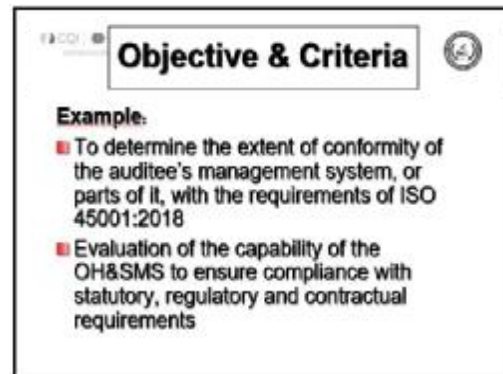 CQI
Objective & Criteria
Example:
To determine the extent of conformity of
the auditee's management system, or
parts of it, with the requirements of ISO
45001:2018
Evaluation of the capability of the
OH&SMS to ensure compliance with
statutory, regulatory and contractual
requirements